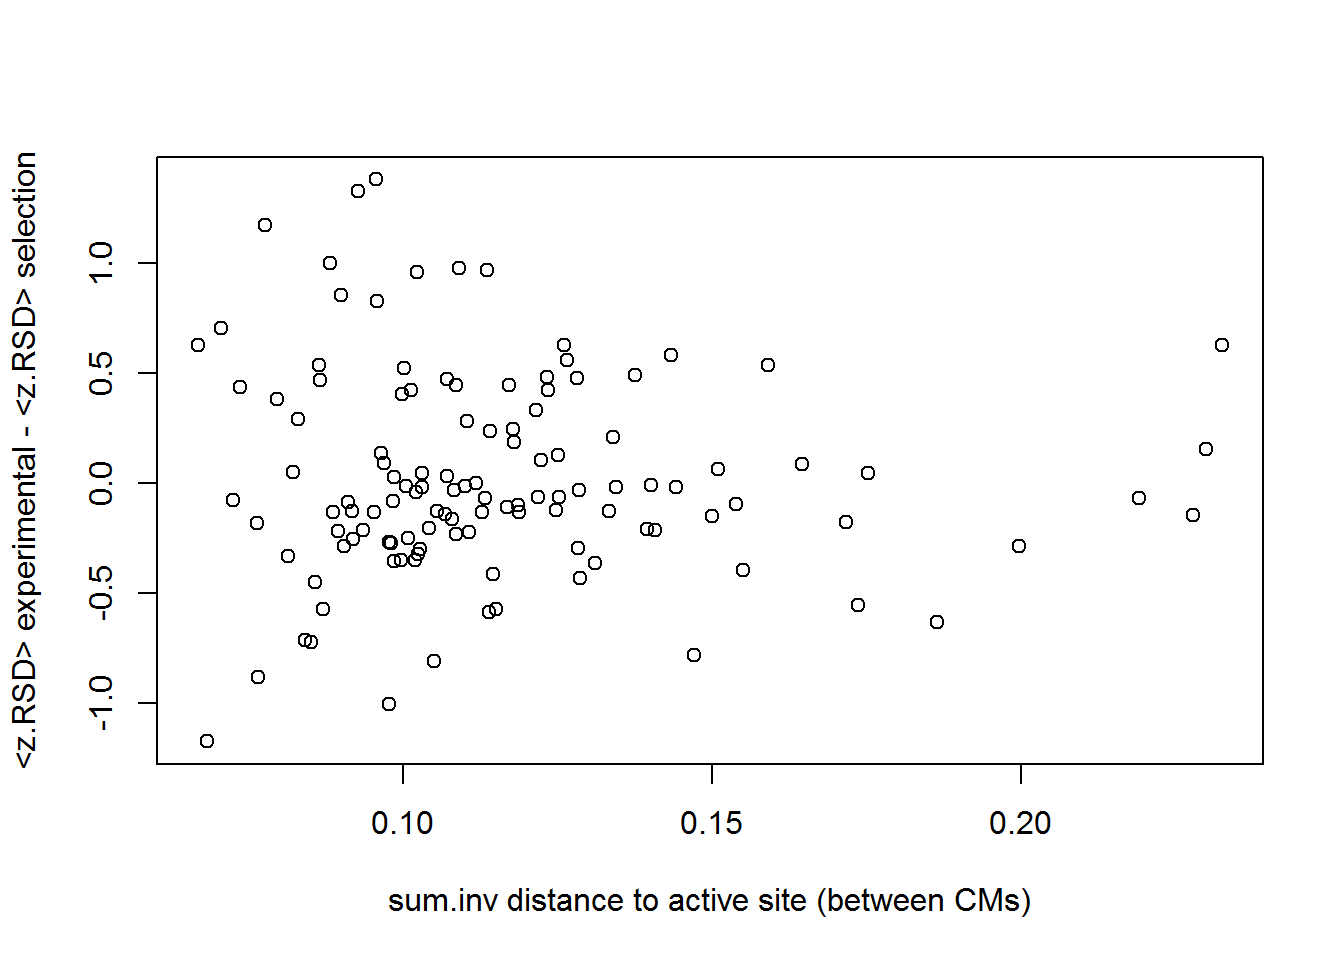 <z.RSD> experimental - <z.RSD> selection
1.0
0.5
0.0
-0.5
-1.0
0.10 0.15 0.20
sum.inv distance to active site (between CMs)